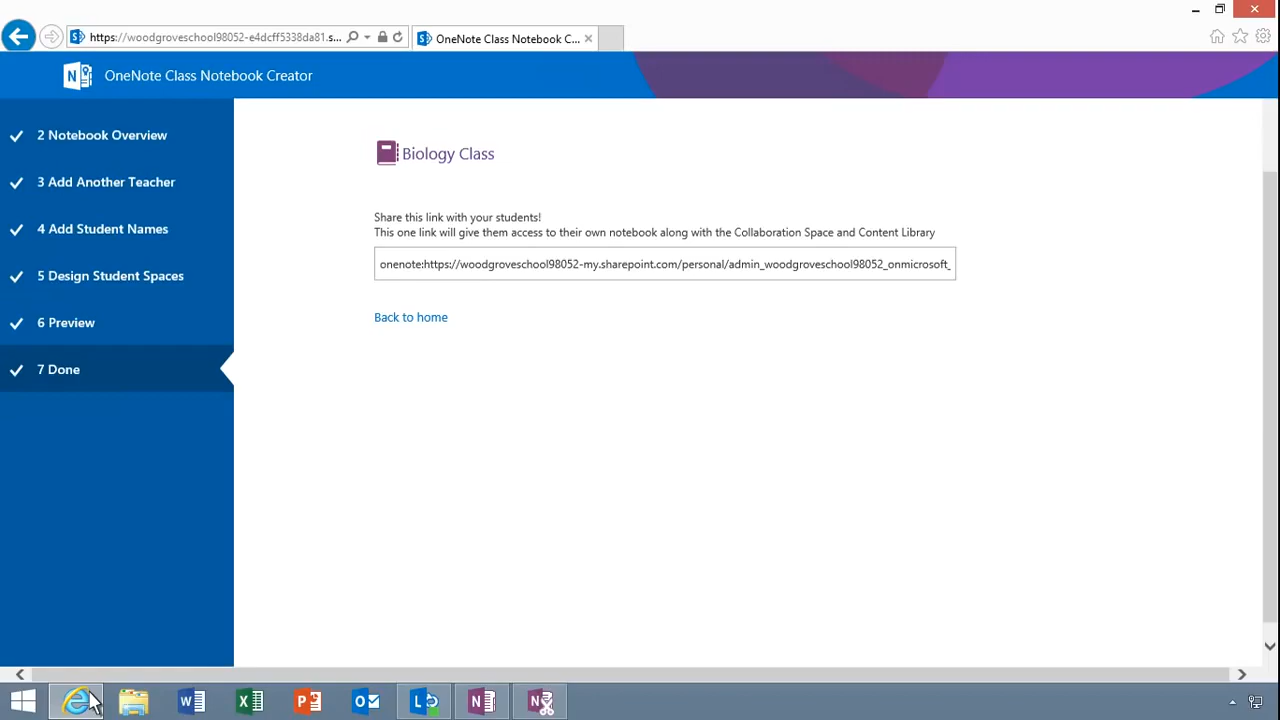 https://woodgroveschool98052-e4dcff5338da81.s...
OneNote Class Notebook C...
OneNote Class Notebook Creator
2 Notebook Overview
3 Add Another Teacher
4 Add Student Names
5 Design Student Spaces
6 Preview
7 Done
Biology Class
Share this link with your students!
This one link will give them access to their own notebook along with the Collaboration Space and Content Library
onenote:https://woodgroveschool98052-my.sharepoint.com/personal/admin_woodgroveschool98052_onmicrosoft_
Back to home